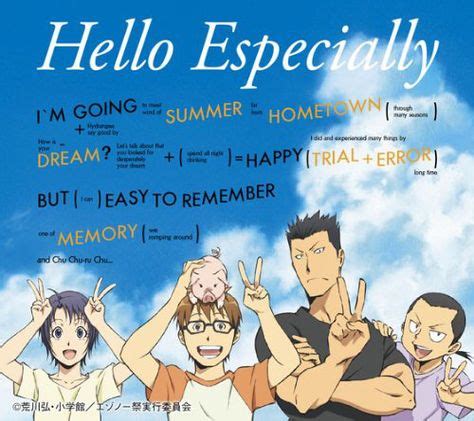 Hello Especially
I`M GOING to meet word of SUMMER far from HOMETOWN ( through many seasons )
+ Hydrangea say good by
How is your DREAM? Let's talk about that you looked for desperately your dream + ( spend all night drinking ) = HAPPY ( I did and experienced many things by TRIAL + ERROR ) long time
BUT ( I can ) EASY TO REMEMBER
one of MEMORY ( we romping around )
and Chu Chu-ru Chu...
©荒川弘・小学館／エゾノー祭実行委員会